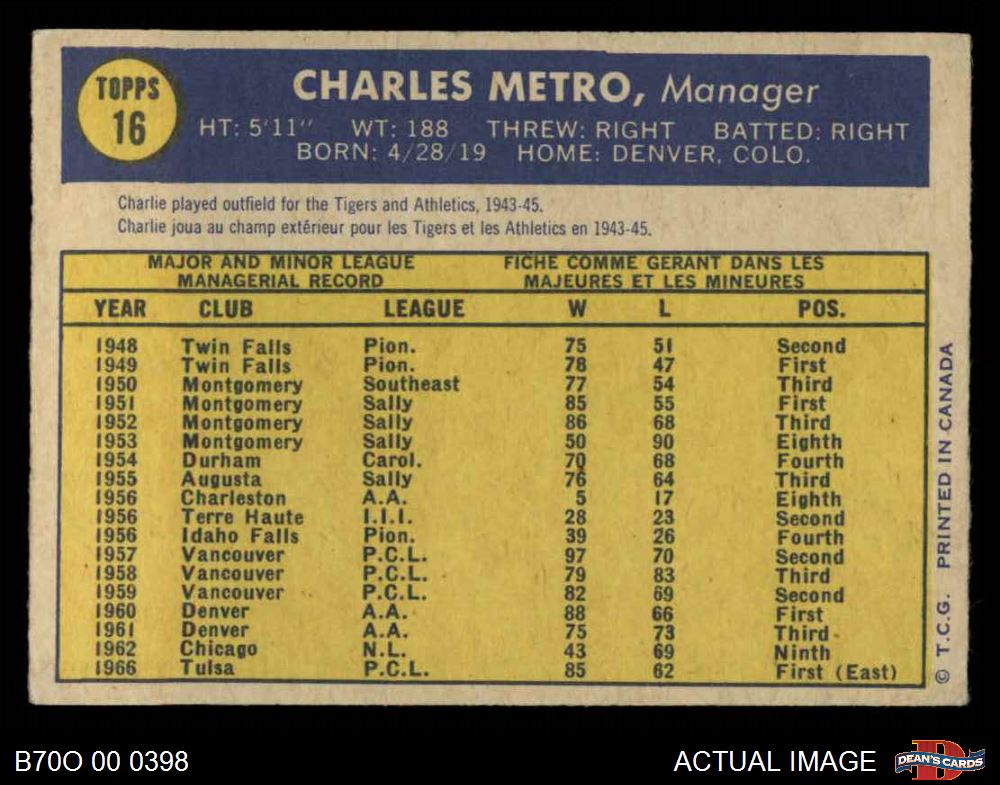 TOPPS
16
CHARLES METRO, Manager
HT: 5'11" WT: 188 THREW: RIGHT BATTED: RIGHT
BORN: 4/28/19 HOME: DENVER, COLO.
Charlie played outfield for the Tigers and Athletics, 1943-45.
Charlie joua au champ extérieur pour les Tigers et les Athletics en 1943-45.
MAJOR AND MINOR LEAGUE FICHE COMME GERANT DANS LES
MANAGERIAL RECORD MAJEURES ET LES MINEURES
YEAR CLUB LEAGUE W L POS.
1948 Twin Falls Pion. 75 51 Second
1949 Twin Falls Pion. 78 47 First
1950 Montgomery Southeast 77 54 Third
1951 Montgomery Sally 85 55 First
1952 Montgomery Sally 86 68 Third
1953 Montgomery Sally 50 90 Eighth
1954 Durham Carol. 70 68 Fourth
1955 Augusta Sally 76 64 Third
1956 Charleston A.A. 5 17 Eighth
1956 Terre Haute I.I.I. 28 23 Second
1956 Idaho Falls Pion. 39 26 Fourth
1957 Vancouver P.C.L. 97 70 Second
1958 Vancouver P.C.L. 79 83 Third
1959 Vancouver P.C.L. 82 69 Second
1960 Denver A.A. 88 66 First
1961 Denver A.A. 75 73 Third
1962 Chicago N.L. 43 69 Ninth
1966 Tulsa P.C.L. 85 62 First (East)
© T.C.G. PRINTED IN CANADA
B70O 00 0398
ACTUAL IMAGE
DEAN'S CARDS